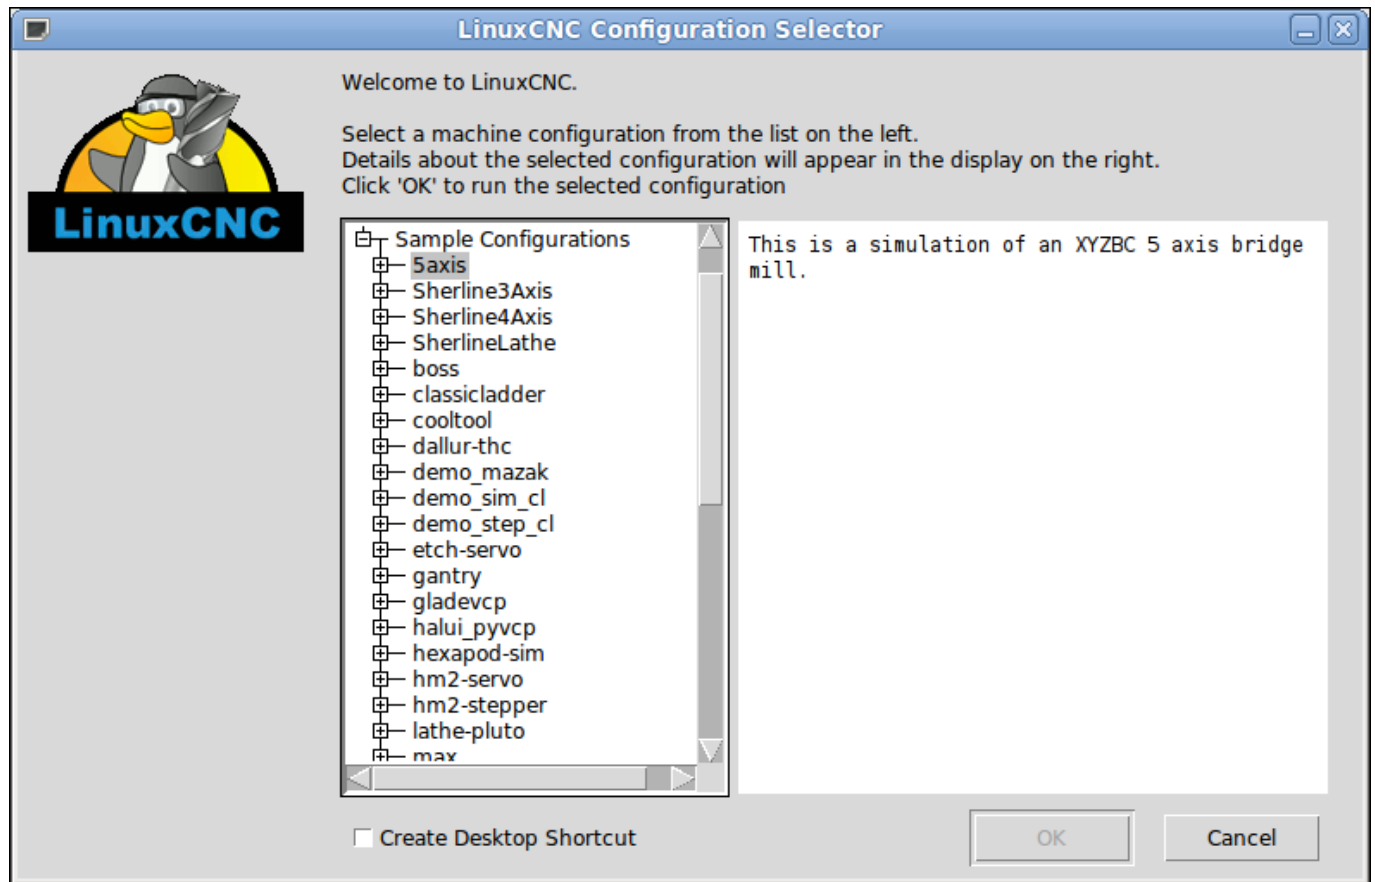 LinuxCNC Configuration Selector
LinuxCNC
Welcome to LinuxCNC.
Select a machine configuration from the list on the left.
Details about the selected configuration will appear in the display on the right.
Click 'OK' to run the selected configuration
Sample Configurations
5axis
Sherline3Axis
Sherline4Axis
SherlineLathe
boss
classicladder
cooltool
dallur-thc
demo_mazak
demo_sim_cl
demo_step_cl
etch-servo
gantry
gladevcp
halui_pyvcp
hexapod-sim
hm2-servo
hm2-stepper
lathe-pluto
max
This is a simulation of an XYZBC 5 axis bridge
mill.
Create Desktop Shortcut
OK
Cancel